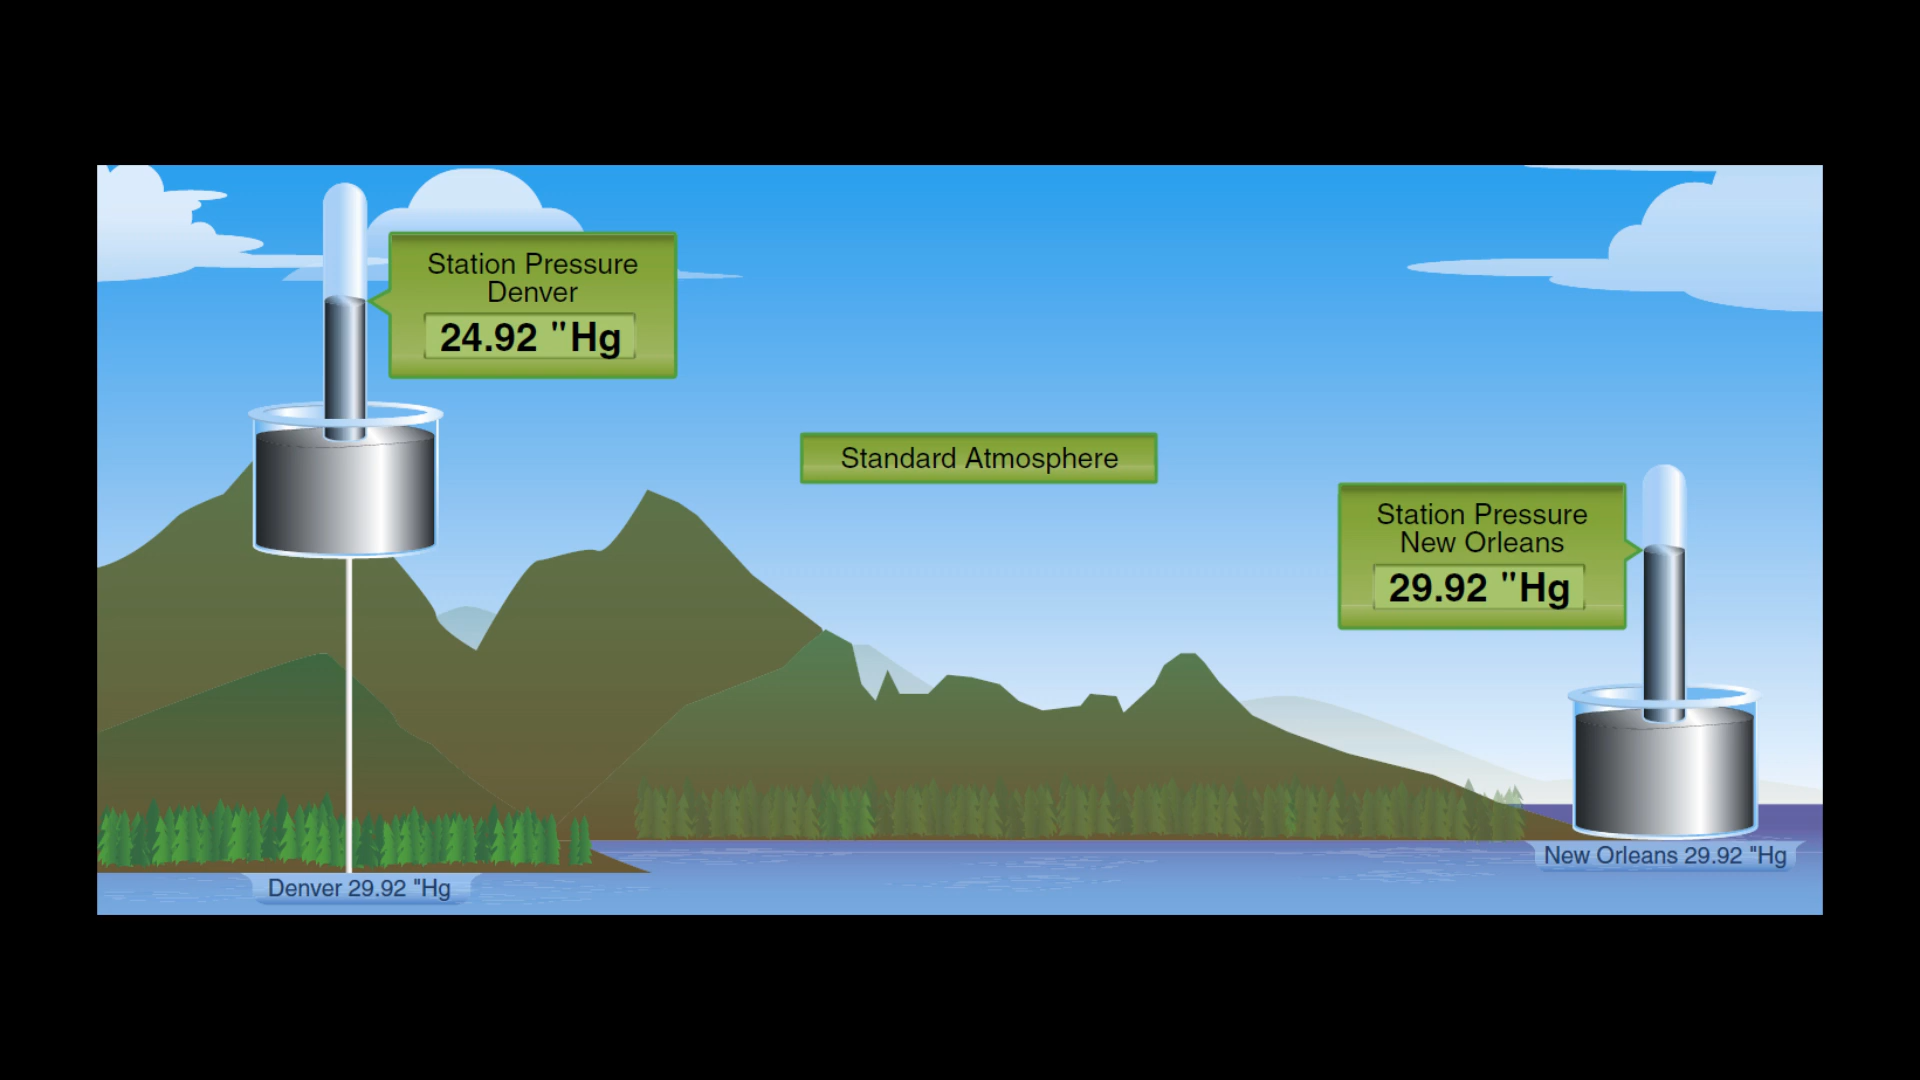 Station Pressure
Denver
24.92 "Hg
Standard Atmosphere
Station Pressure
New Orleans
29.92 "Hg
New Orleans 29.92 "Hg
Denver 29.92 "Hg